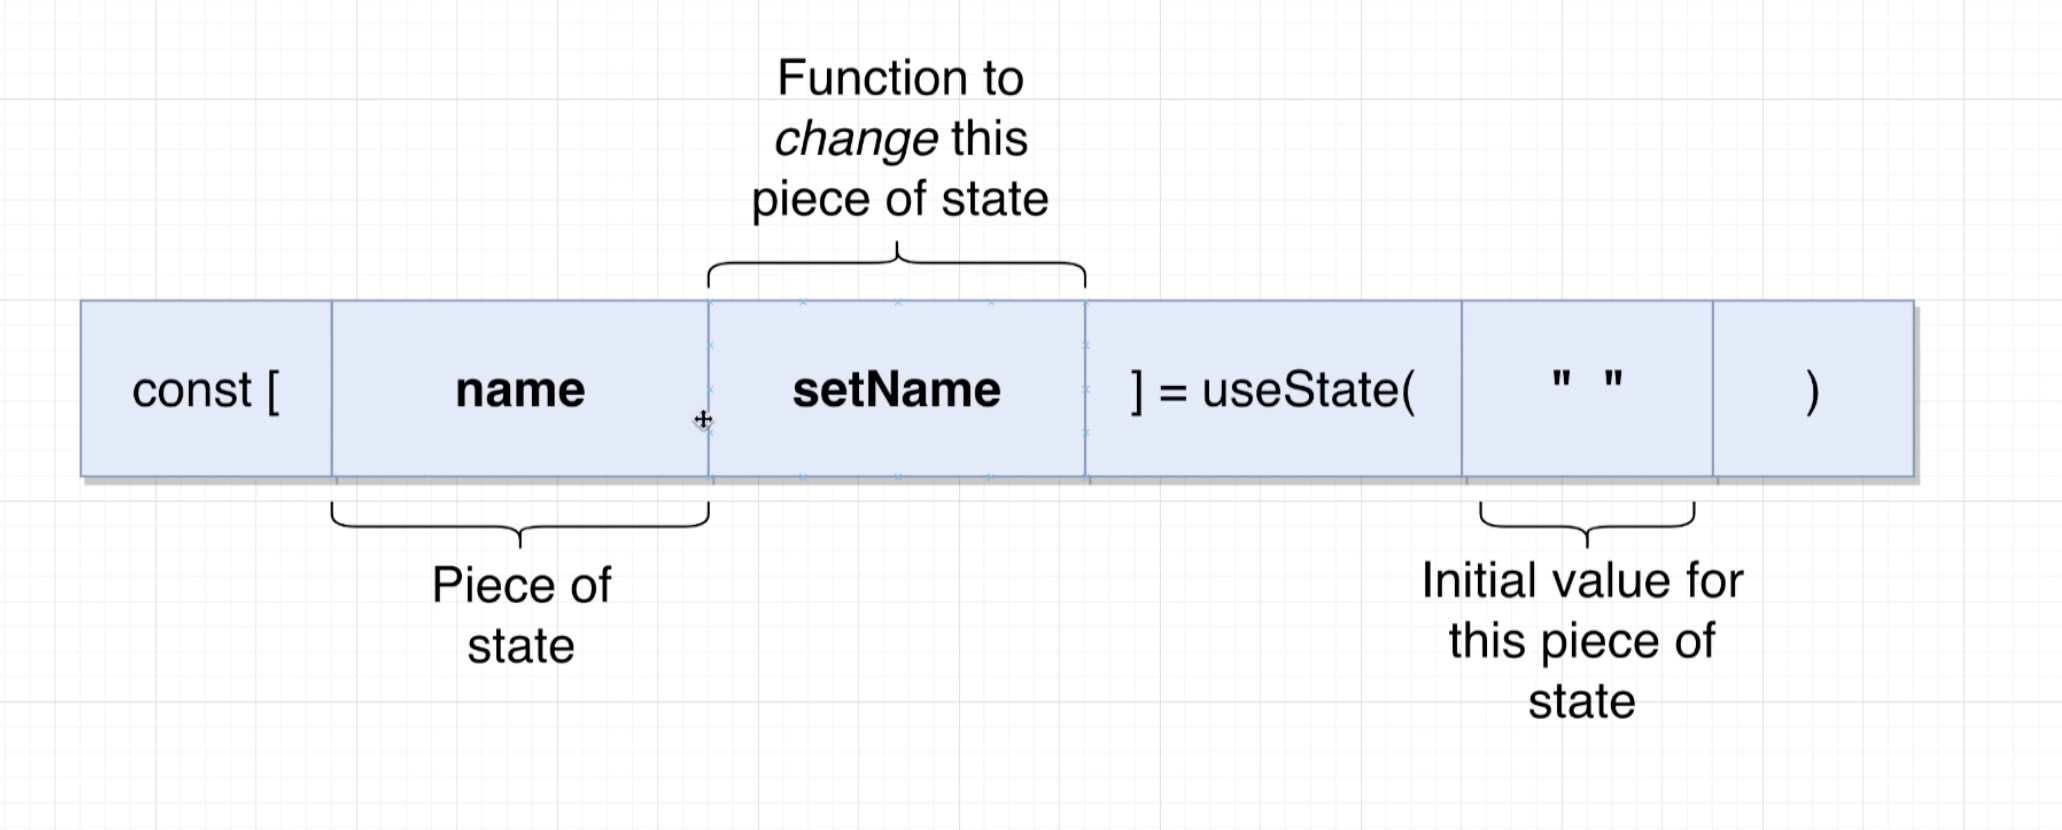 Function to
change this
piece of state
const [ name setName ] = useState( " " )
Piece of
state
Initial value for
this piece of
state